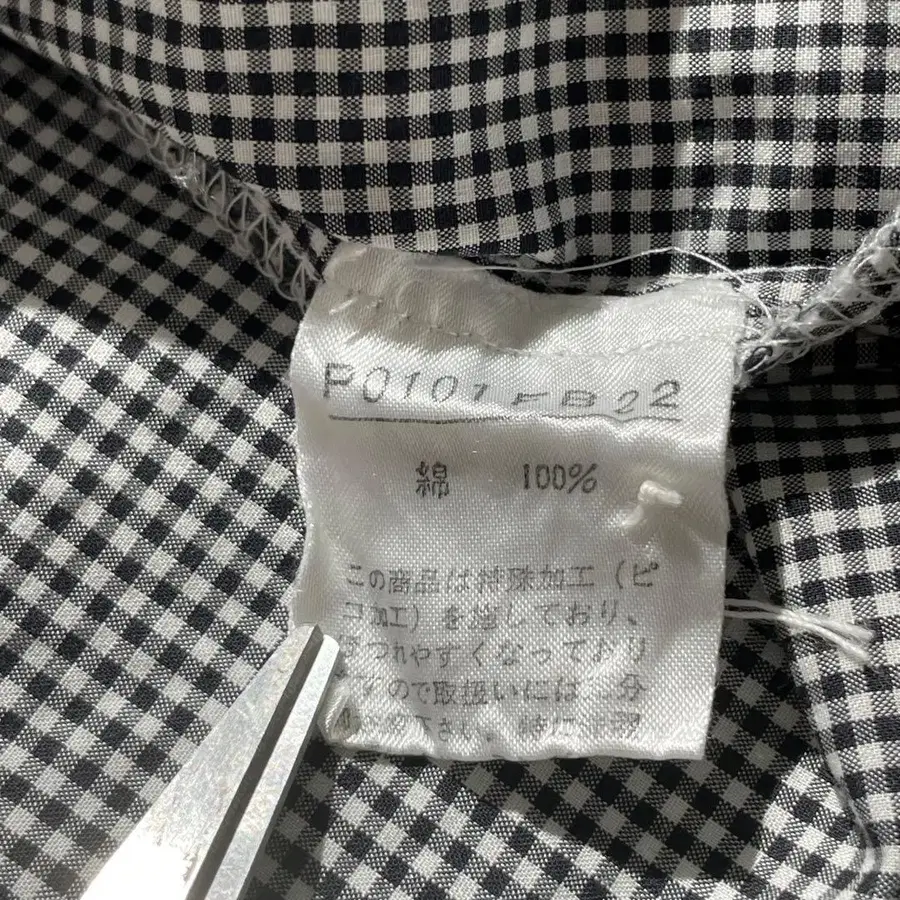 P0101 FB22
綿 100%
この商品は特殊加工（ピ
コ加工）を施しており、
ほつれやすくなっており
ますので取扱いには十分
特に